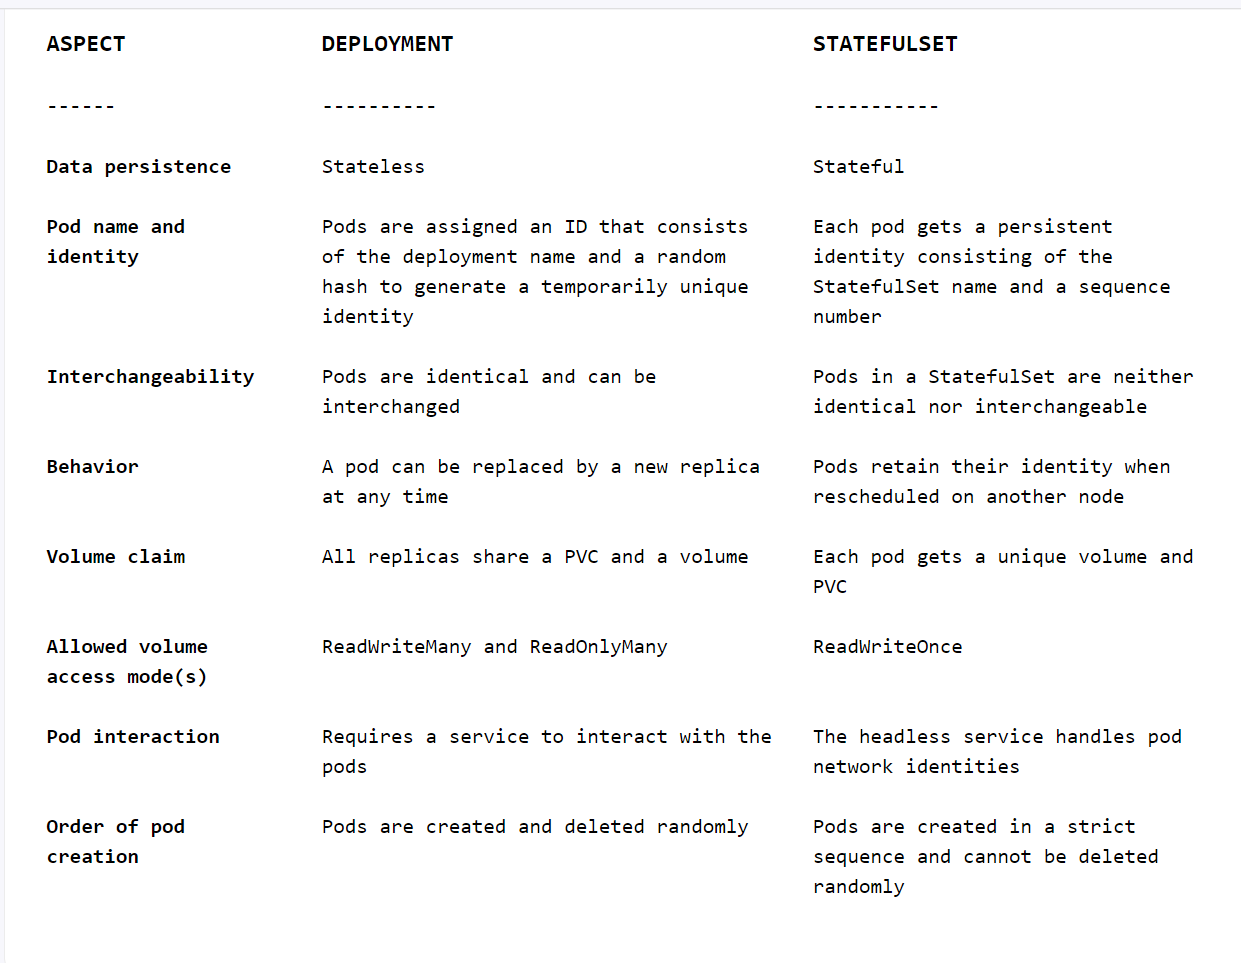 ASPECT DEPLOYMENT STATEFULSET
------ ---------- -----------
Data persistence Stateless Stateful
Pod name and Pods are assigned an ID that consists Each pod gets a persistent
identity of the deployment name and a random identity consisting of the
hash to generate a temporarily unique StatefulSet name and a sequence
identity number
Interchangeability Pods are identical and can be Pods in a StatefulSet are neither
interchanged identical nor interchangeable
Behavior A pod can be replaced by a new replica Pods retain their identity when
at any time rescheduled on another node
Volume claim All replicas share a PVC and a volume Each pod gets a unique volume and
PVC
Allowed volume ReadWriteMany and ReadOnlyMany ReadWriteOnce
access mode(s)
Pod interaction Requires a service to interact with the The headless service handles pod
pods network identities
Order of pod Pods are created and deleted randomly Pods are created in a strict
creation sequence and cannot be deleted
randomly